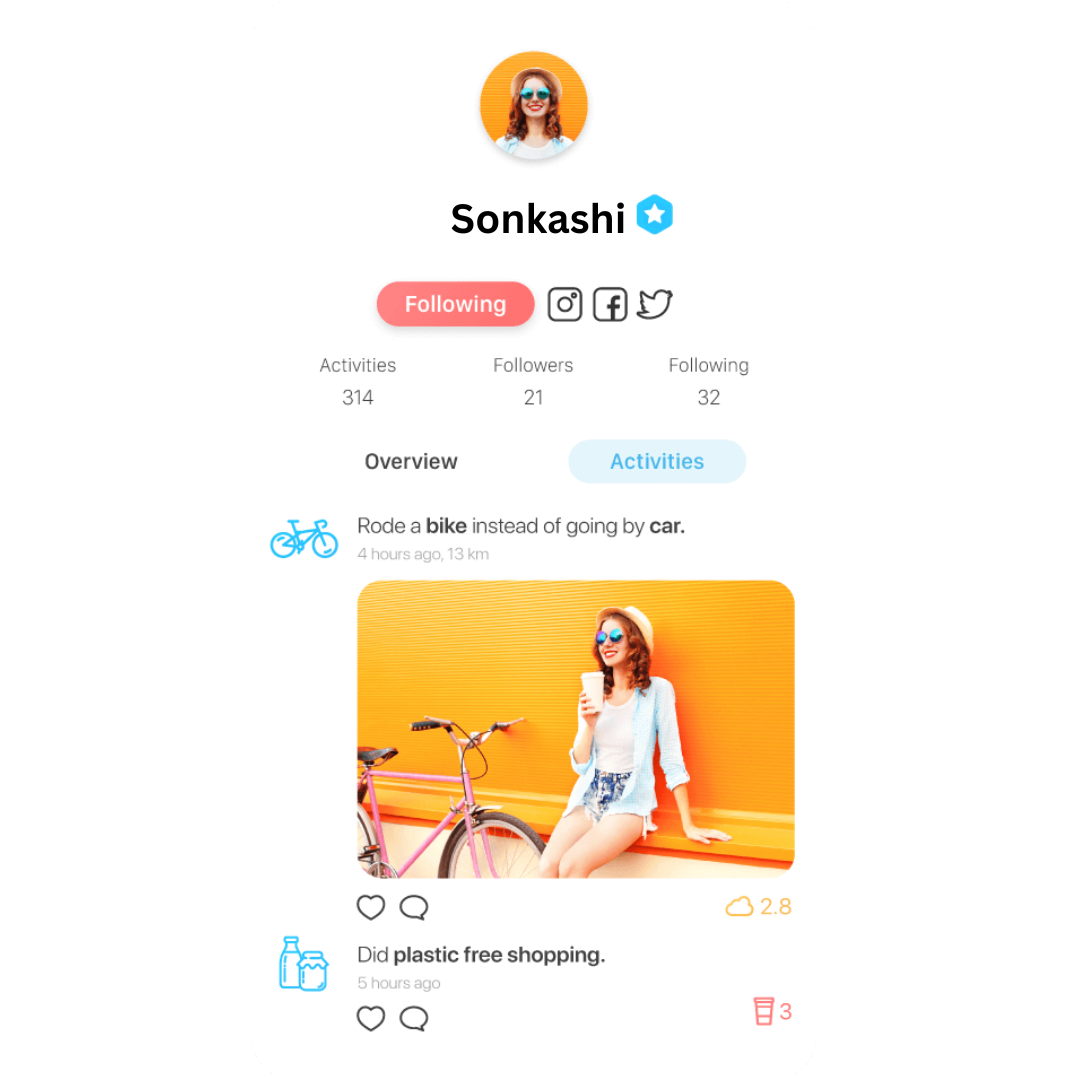 Sonkashi
Following
Activities Followers Following
314 21 32
Overview Activities
Rode a bike instead of going by car.
4 hours ago, 13 km
2.8
Did plastic free shopping.
5 hours ago
3